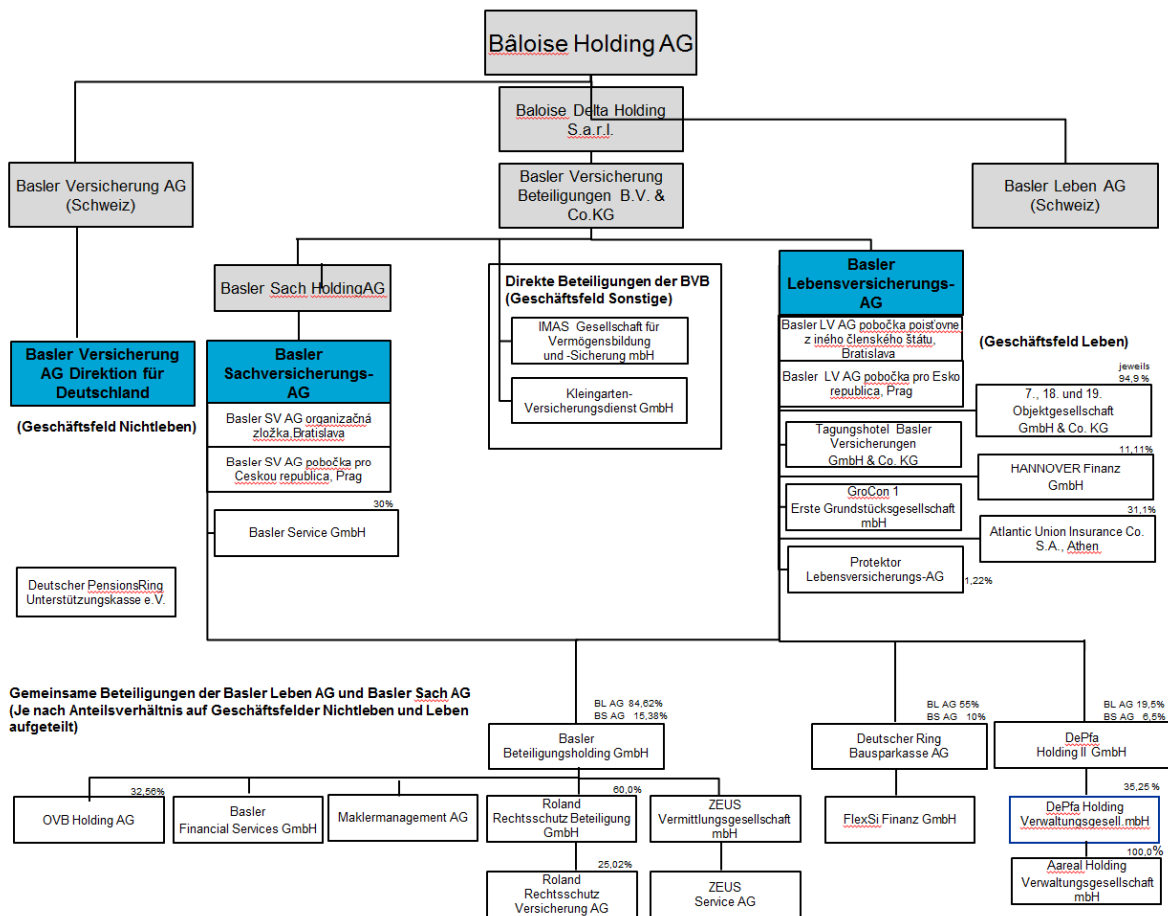 Bâloise Holding AG
Baloise Delta Holding
S.a.r.l.
Basler Versicherung AG
(Schweiz)
Basler Versicherung
Beteiligungen B.V. &
Co.KG
Basler Leben AG
(Schweiz)
Basler Sach HoldingAG
Direkte Beteiligungen der BVB
(Geschäftsfeld Sonstige)
IMAS Gesellschaft für
Vermögensbildung
und -Sicherung mbH
Kleingarten-
Versicherungsdienst GmbH
Basler
Lebensversicherungs-
AG
Basler LV AG pobočka poisťovne
z iného členského štátu,
Bratislava
Basler LV AG pobočka pro Esko
republica, Prag
(Geschäftsfeld Leben)
jeweils
94,9 %
7., 18. und 19.
Objektgesellschaft
GmbH & Co. KG
Basler Versicherung
AG Direktion für
Deutschland
(Geschäftsfeld Nichtleben)
Basler
Sachversicherungs-
AG
Basler SV AG organizačná
zložka,Bratislava
Basler SV AG pobočka pro
Ceskou republica, Prag
30%
Basler Service GmbH
Tagungshotel Basler
Versicherungen
GmbH & Co. KG
11,11%
HANNOVER Finanz
GmbH
GroCon 1
Erste Grundstücksgesellschaft
mbH
31,1%
Atlantic Union Insurance Co.
S.A., Athen
Protektor
Lebensversicherungs-AG
1,22%
Deutscher PensionsRing
Unterstützungskasse e.V.
Gemeinsame Beteiligungen der Basler Leben AG und Basler Sach AG
(Je nach Anteilsverhältnis auf Geschäftsfelder Nichtleben und Leben
aufgeteilt)
BL AG 84,62%
BS AG 15,38%
Basler
Beteiligungsholding GmbH
BL AG 55%
BS AG 10%
Deutscher Ring
Bausparkasse AG
BL AG 19,5%
BS AG 6,5%
DePfa
Holding II GmbH
32,56%
OVB Holding AG
Basler
Financial Services GmbH
Maklermanagement AG
60,0%
Roland
Rechtsschutz Beteiligung
GmbH
ZEUS
Vermittlungsgesellschaft
mbH
FlexSi Finanz GmbH
35,25 %
DePfa Holding
Verwaltungsgesell.mbH
25,02%
Roland
Rechtsschutz
Versicherung AG
ZEUS
Service AG
100,0%
Aareal Holding
Verwaltungsgesellschaft
mbH